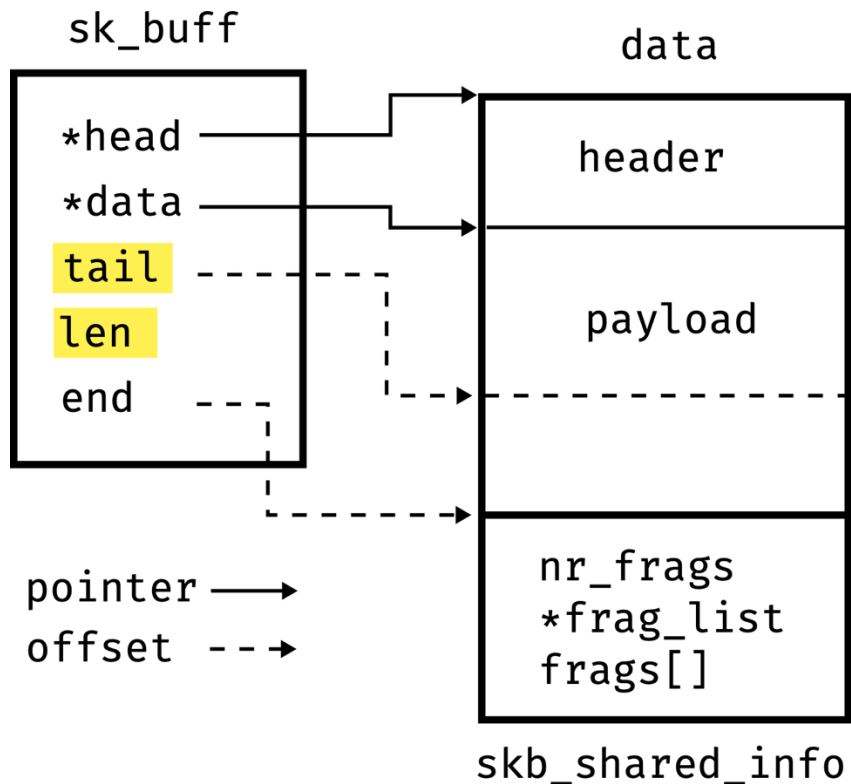 sk_buff
*head
*data
tail
len
end
pointer
offset
data
header
payload
nr_frags
*frag_list
frags[]
skb_shared_info